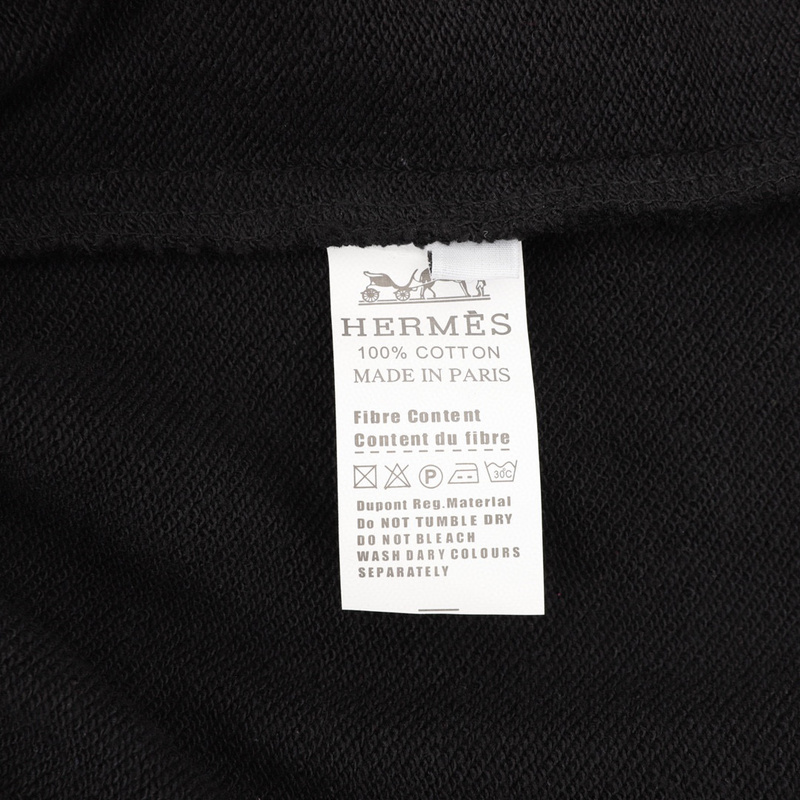 HERMÈS
100% COTTON
MADE IN PARIS
Fibre Content
Content du fibre
P 30C
Dupont Reg.Material
Do NOT TUMBLE DRY
DO NOT BLEACH
WASH DARY COLOURS
SEPARATELY